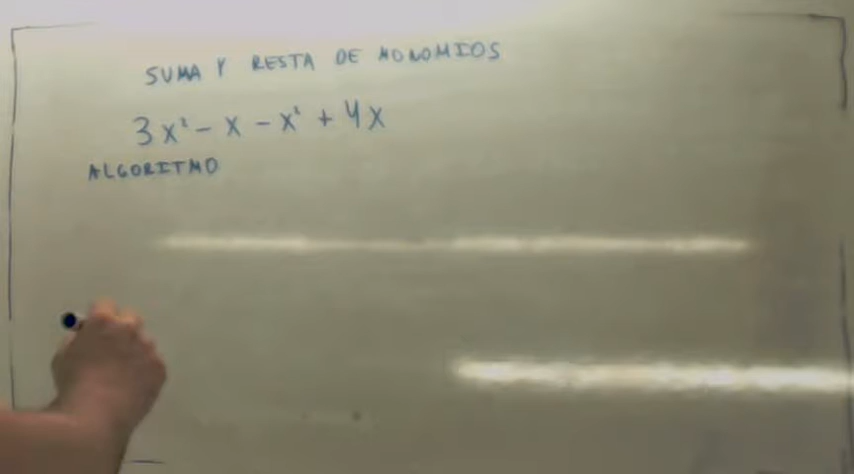 SUMA Y RESTA DE MONOMIOS
3x² - x - x² + 4x
ALGORITMO